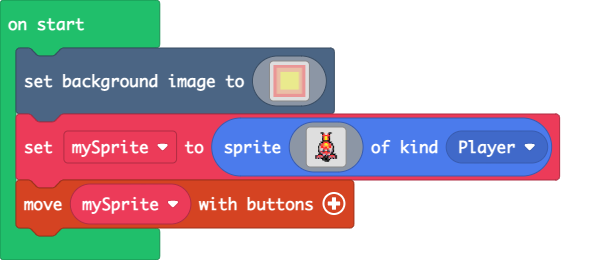 on start
set background image to
set mySprite to sprite of kind Player
move mySprite with buttons